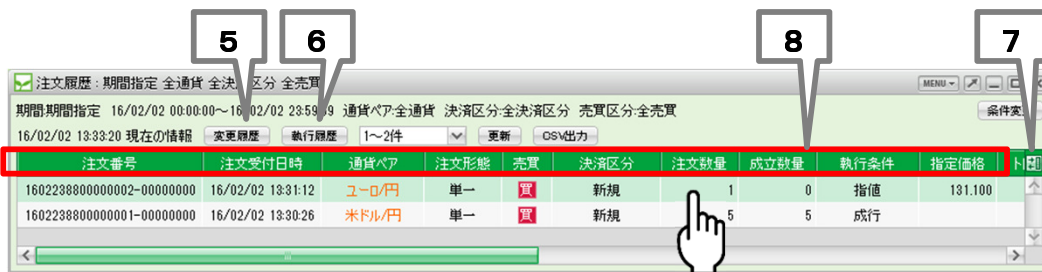 5
6
8
7
注文履歴 : 期間指定 全通貨 全決 区分 全売買
MENU
期間:期間指定 16/02/02 00:00:00～16/02/02 23:59:59 通貨ペア:全通貨 決済区分:全決済区分 売買区分:全売買
条件変
16/02/02 13:33:20 現在の情報 変更履歴 執行履歴 1～2件 更新 CSV出力
注文番号 注文受付日時 通貨ペア 注文形態 売買 決済区分 注文数量 成立数量 執行条件 指定価格 ト
1602238800000002-00000000 16/02/02 13:31:12 ユーロ/円 単一 買 新規 1 0 指値 131.100
1602238800000001-00000000 16/02/02 13:30:26 米ドル/円 単一 買 新規 5 5 成行